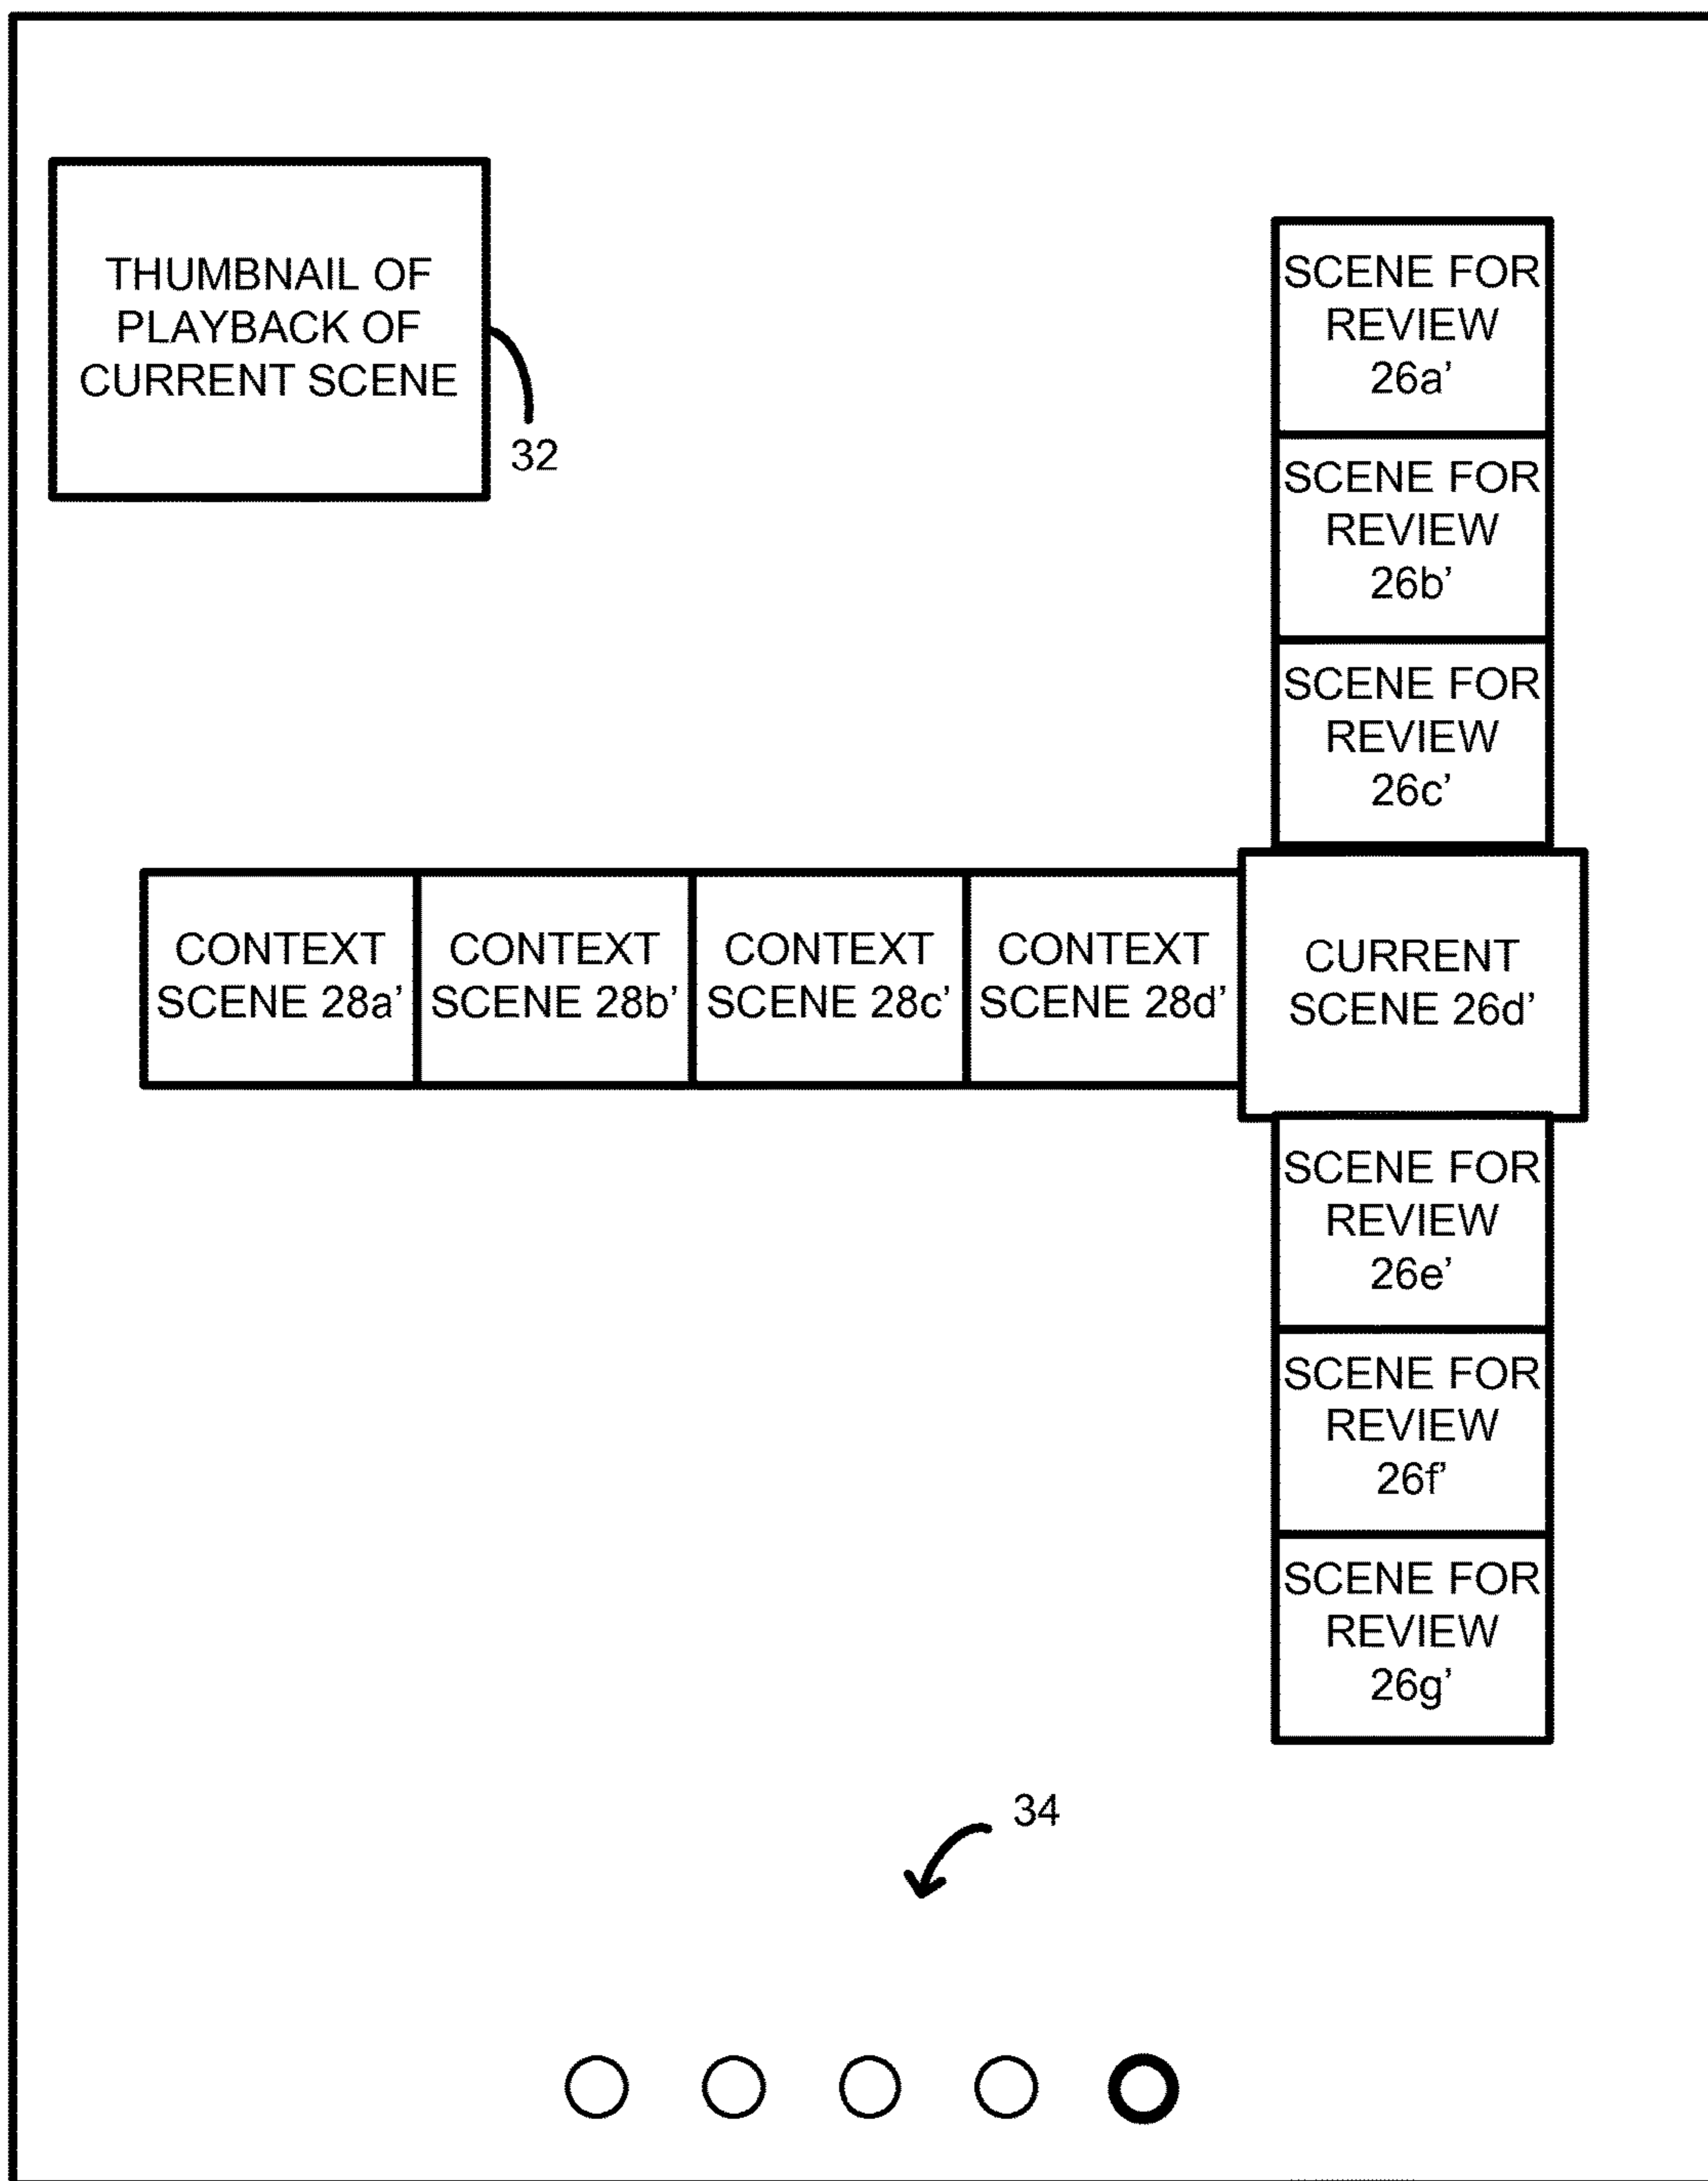 THUMBNAIL OF
PLAYBACK OF
CURRENT SCENE
32
SCENE FOR
REVIEW
26a’
SCENE FOR
REVIEW
26b’
SCENE FOR
REVIEW
26c’
CONTEXT
SCENE 28a’
CONTEXT
SCENE 28b’
CONTEXT
SCENE 28c’
CONTEXT
SCENE 28d’
CURRENT
SCENE 26d’
SCENE FOR
REVIEW
26e’
SCENE FOR
REVIEW
26f’
SCENE FOR
REVIEW
26g’
34